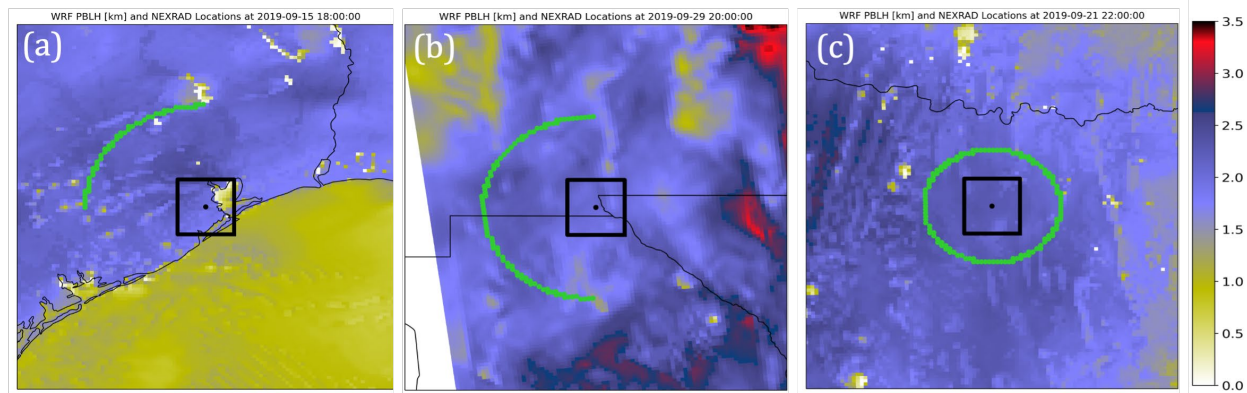 WRF PBLH [km] and NEXRAD Locations at 2019-09-15 18:00:00
(a)
WRF PBLH [km] and NEXRAD Locations at 2019-09-29 20:00:00
(b)
WRF PBLH [km] and NEXRAD Locations at 2019-09-21 22:00:00
(c)
3.5
3.0
2.5
2.0
1.5
1.0
0.5
0.0